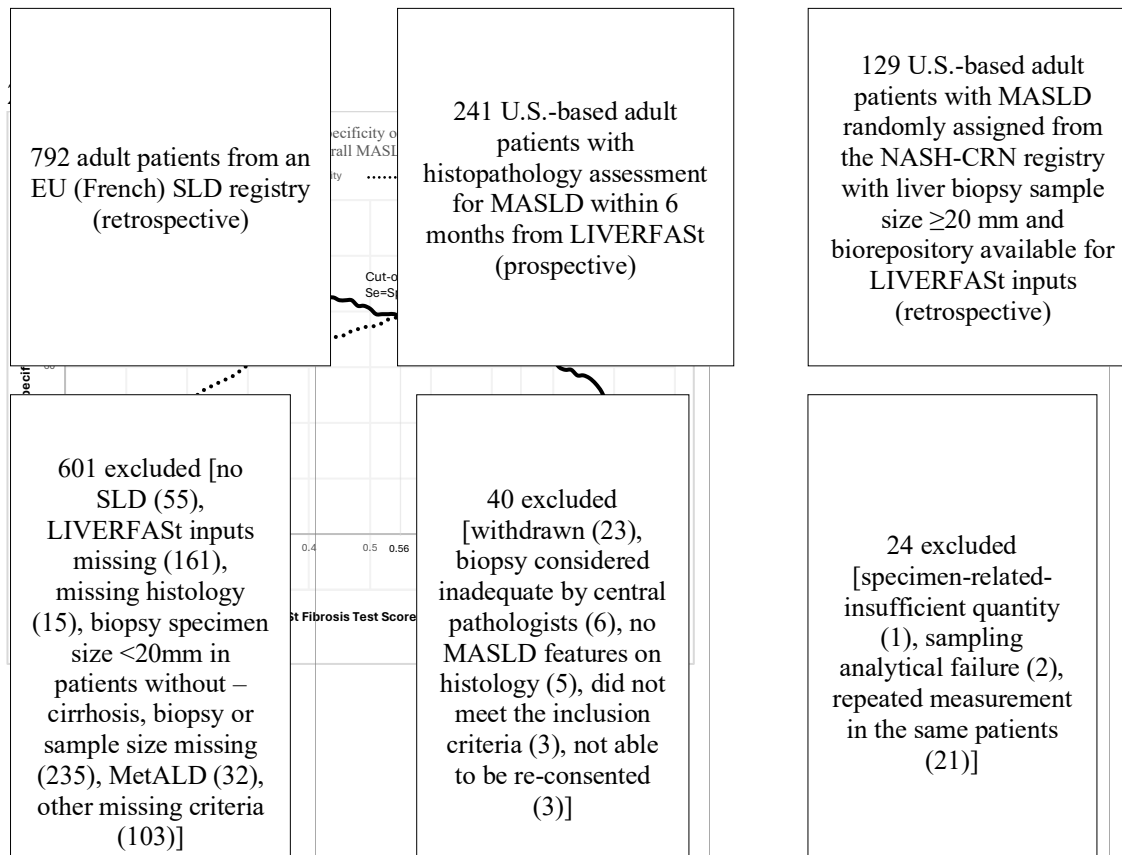 792 adult patients from an
EU (French) SLD registry
(retrospective)
241 U.S.-based adult
patients with
histopathology assessment
for MASLD within 6
months from LIVERFASt
(prospective)
129 U.S.-based adult
patients with MASLD
randomly assigned from
the NASH-CRN registry
with liver biopsy sample
size ≥20 mm and
biorepository available for
LIVERFASt inputs
(retrospective)
Cut-o
Se=Sp
601 excluded [no
SLD (55),
LIVERFASt inputs
missing (161),
missing histology
(15), biopsy specimen
size <20mm in
patients without –
cirrhosis, biopsy or
sample size missing
(235), MetALD (32),
other missing criteria
(103)]
0.4 0.5 0.56
st Fibrosis Test Score
40 excluded
[withdrawn (23),
biopsy considered
inadequate by central
pathologists (6), no
MASLD features on
histology (5), did not
meet the inclusion
criteria (3), not able
to be re-consented
(3)]
24 excluded
[specimen-related-
insufficient quantity
(1), sampling
analytical failure (2),
repeated measurement
in the same patients
(21)]